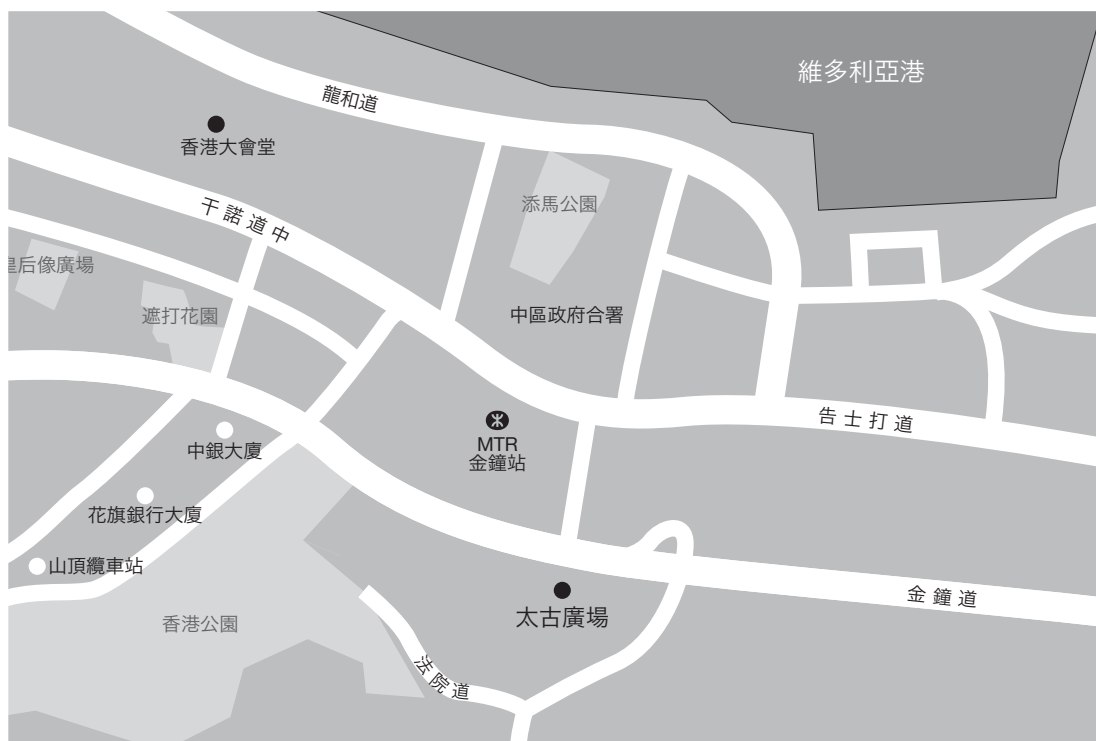 維多利亞港
龍和道
香港大會堂
添馬公園
干諾道中
皇后像廣場
遮打花園
中區政府合署
告士打道
MTR
金鐘站
中銀大廈
花旗銀行大廈
山頂纜車站
金鐘道
太古廣場
香港公園
法院道